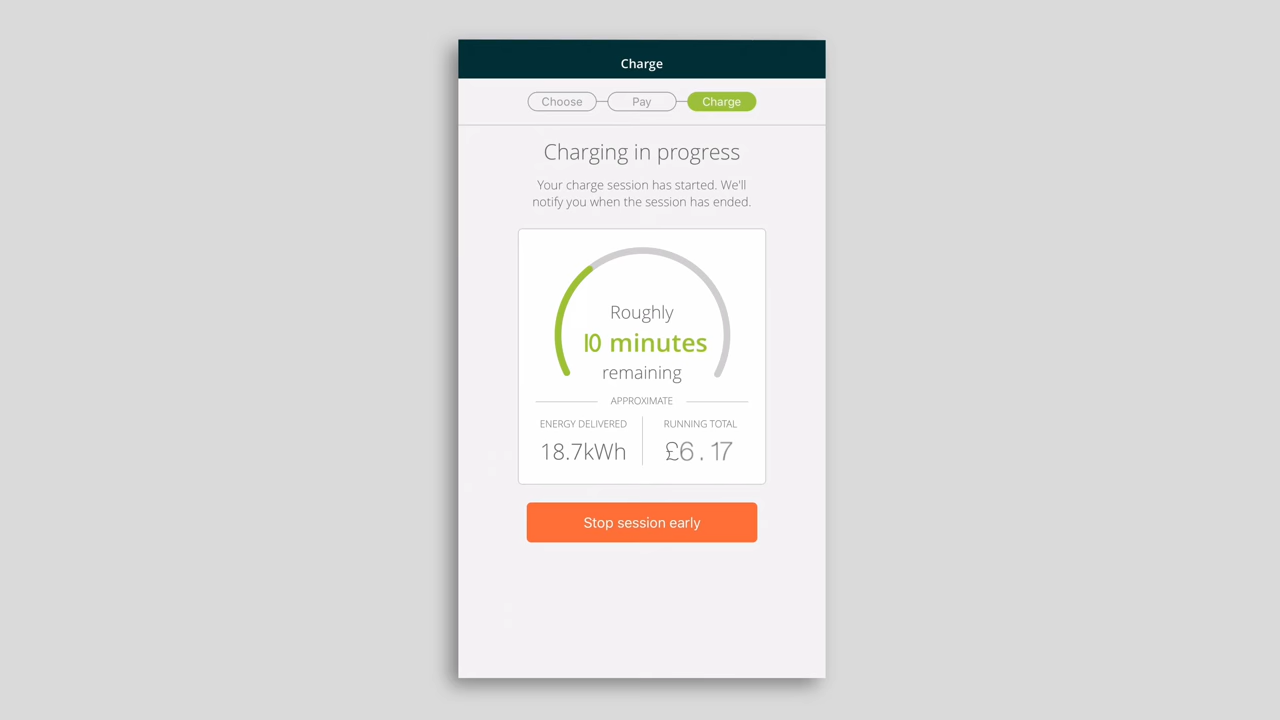 Charge
Choose
Pay
Charge
Charging in progress
Your charge session has started. We'll
notify you when the session has ended.
Roughly
10 minutes
remaining
APPROXIMATE
ENERGY DELIVERED
RUNNING TOTAL
18.7kWh
£6.17
Stop session early